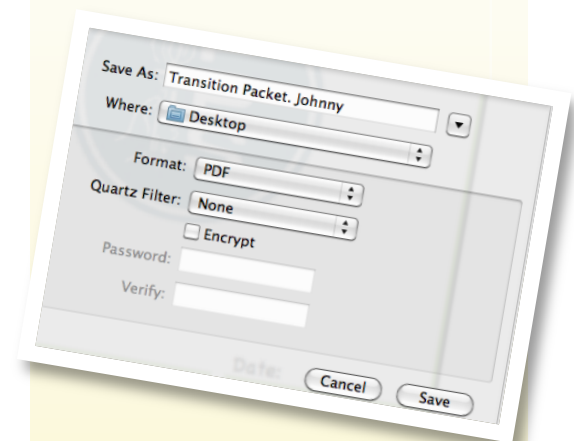 Save As: Transition Packet. Johnny
Where: Desktop
Format: PDF
Quartz Filter: None
Encrypt
Password:
Verify:
Date:
Cancel Save